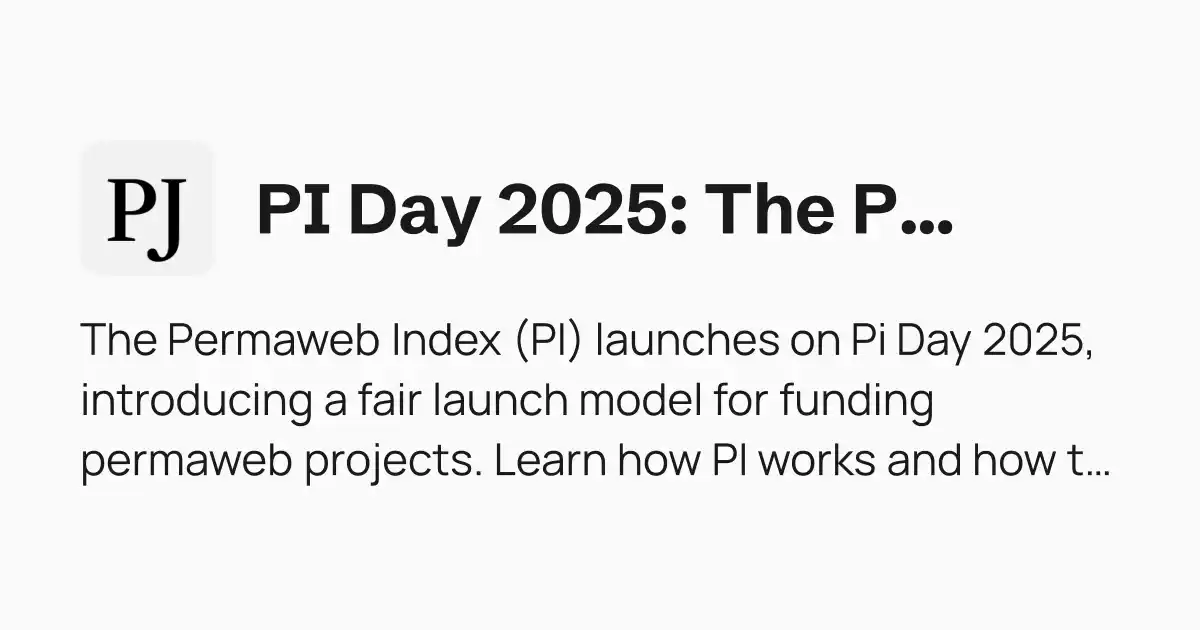 PJ
PI Day 2025: The P...
The Permaweb Index (PI) launches on Pi Day 2025,
introducing a fair launch model for funding
permaweb projects. Learn how PI works and how t...